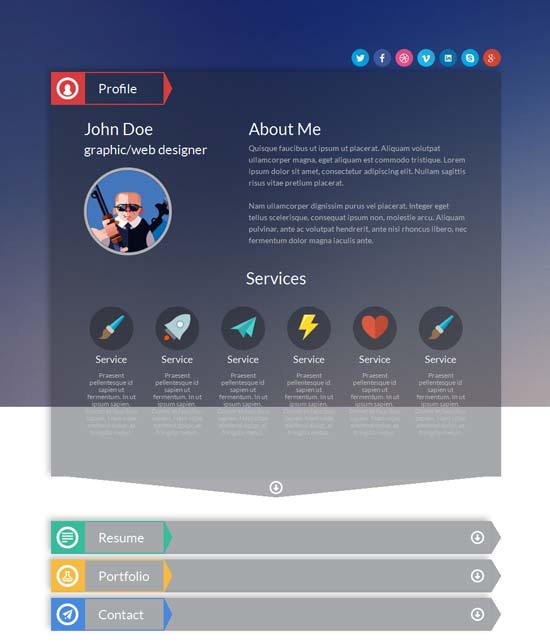 Profile
John Doe
graphic/web designer
About Me
Quisque faucibus ut ipsum ut placerat. Aliquam volutpat
ullamcorper magna, eget aliquam est commodo tristique. Lorem
ipsum dolor sit amet, consectetur adipiscing elit. Nullam sagittis
risus vitae pretium placerat.
Nam ullamcorper dignissim purus vel placerat. Integer eget
tellus scelerisque, consequat ipsum non, molestie arcu. Aliquam
pulvinar, ante ac volutpat hendrerit, ante nisl rhoncus libero, nec
fermentum dolor magna iaculis ante.
Services
Service Service Service Service Service Service
Praesent Praesent Praesent Praesent Praesent Praesent
pellentesque id pellentesque id pellentesque id pellentesque id pellentesque id pellentesque id
sapien ut sapien ut sapien ut sapien ut sapien ut sapien ut
fermentum. In ut fermentum. In ut fermentum. In ut fermentum. In ut fermentum. In ut fermentum. In ut
ipsum sapien. ipsum sapien. ipsum sapien. ipsum sapien. ipsum sapien. ipsum sapien.
Resume
Portfolio
Contact